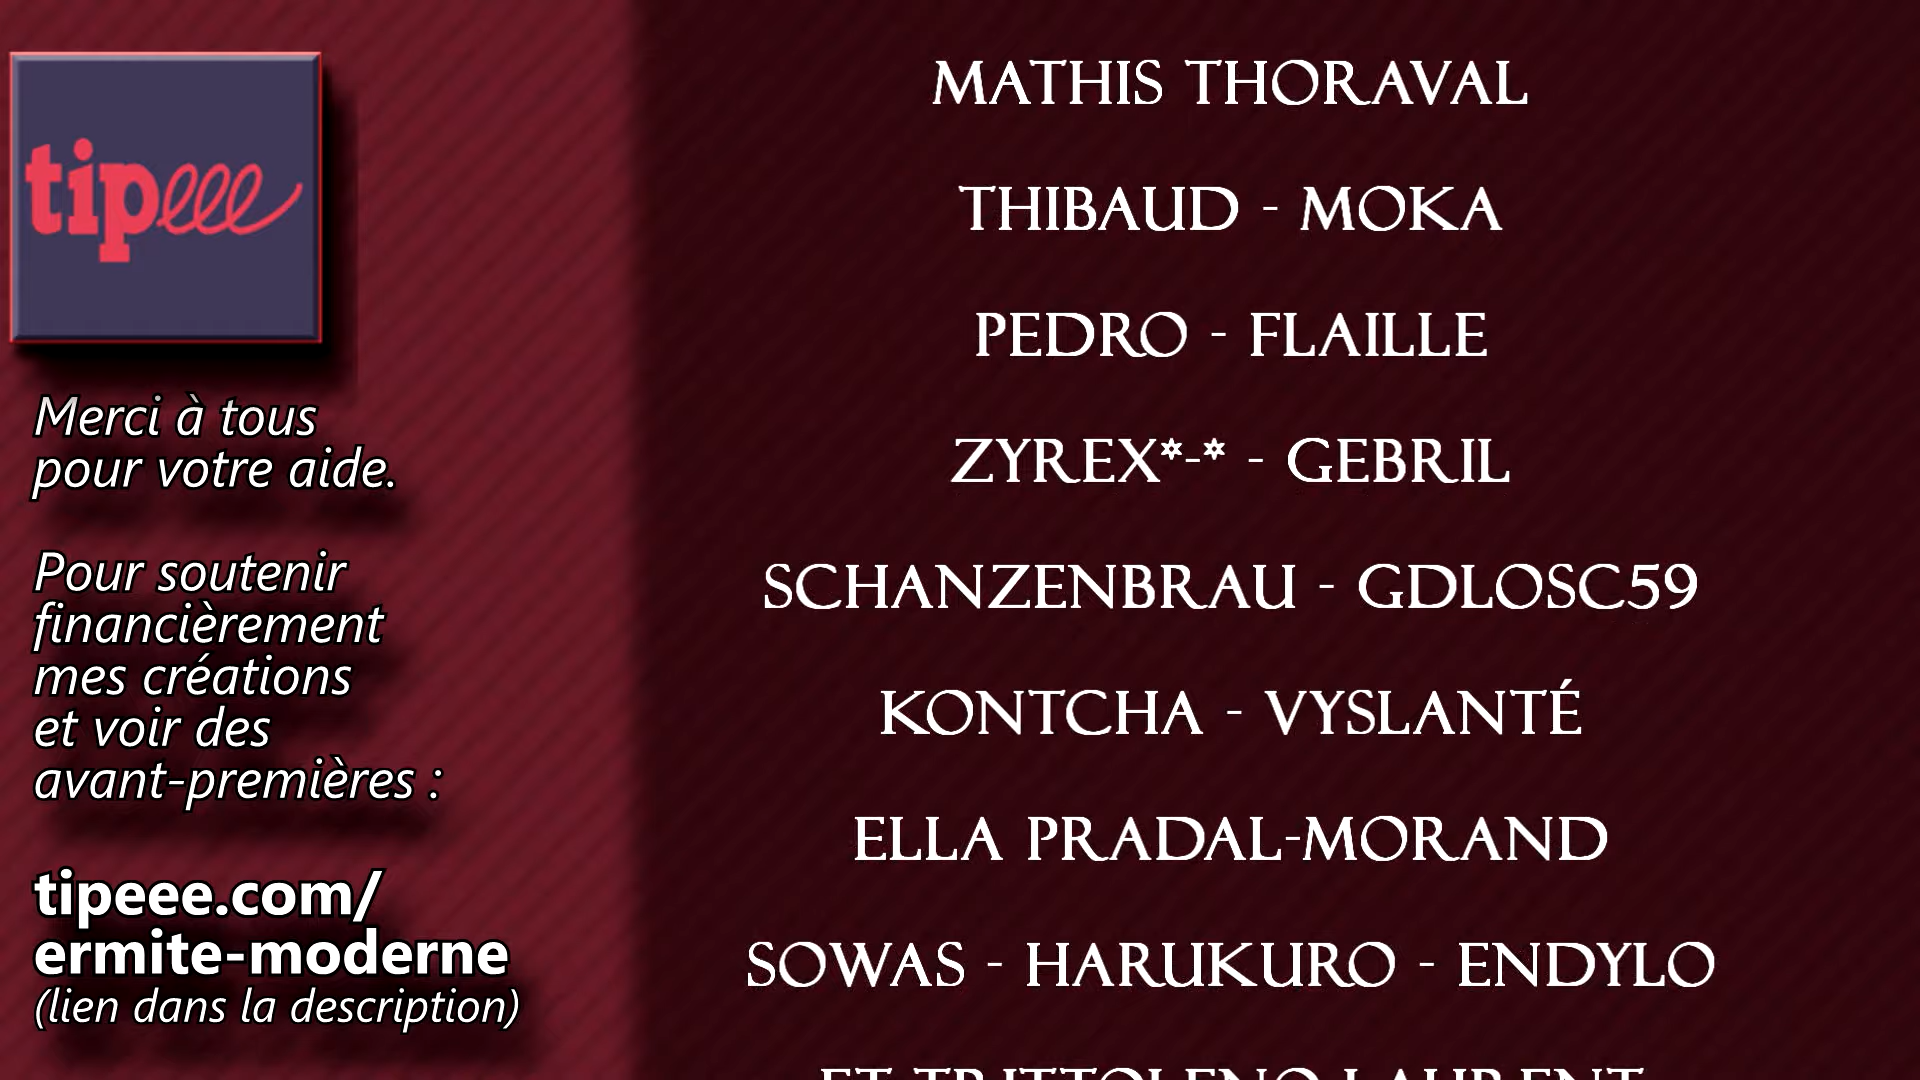 tipeee
Merci à tous
pour votre aide.
Pour soutenir
financièrement
mes créations
et voir des
avant-premières :
tipeee.com/
ermite-moderne
(lien dans la description)
MATHIS THORAVAL
THIBAUD - MOKA
PEDRO - FLAILLE
ZYREX*-* - GEBRIL
SCHANZENBRAU - GDLOSC59
KONTCHA - VYSLANTÉ
ELLA PRADAL-MORAND
SOWAS - HARUKURO - ENDYLO